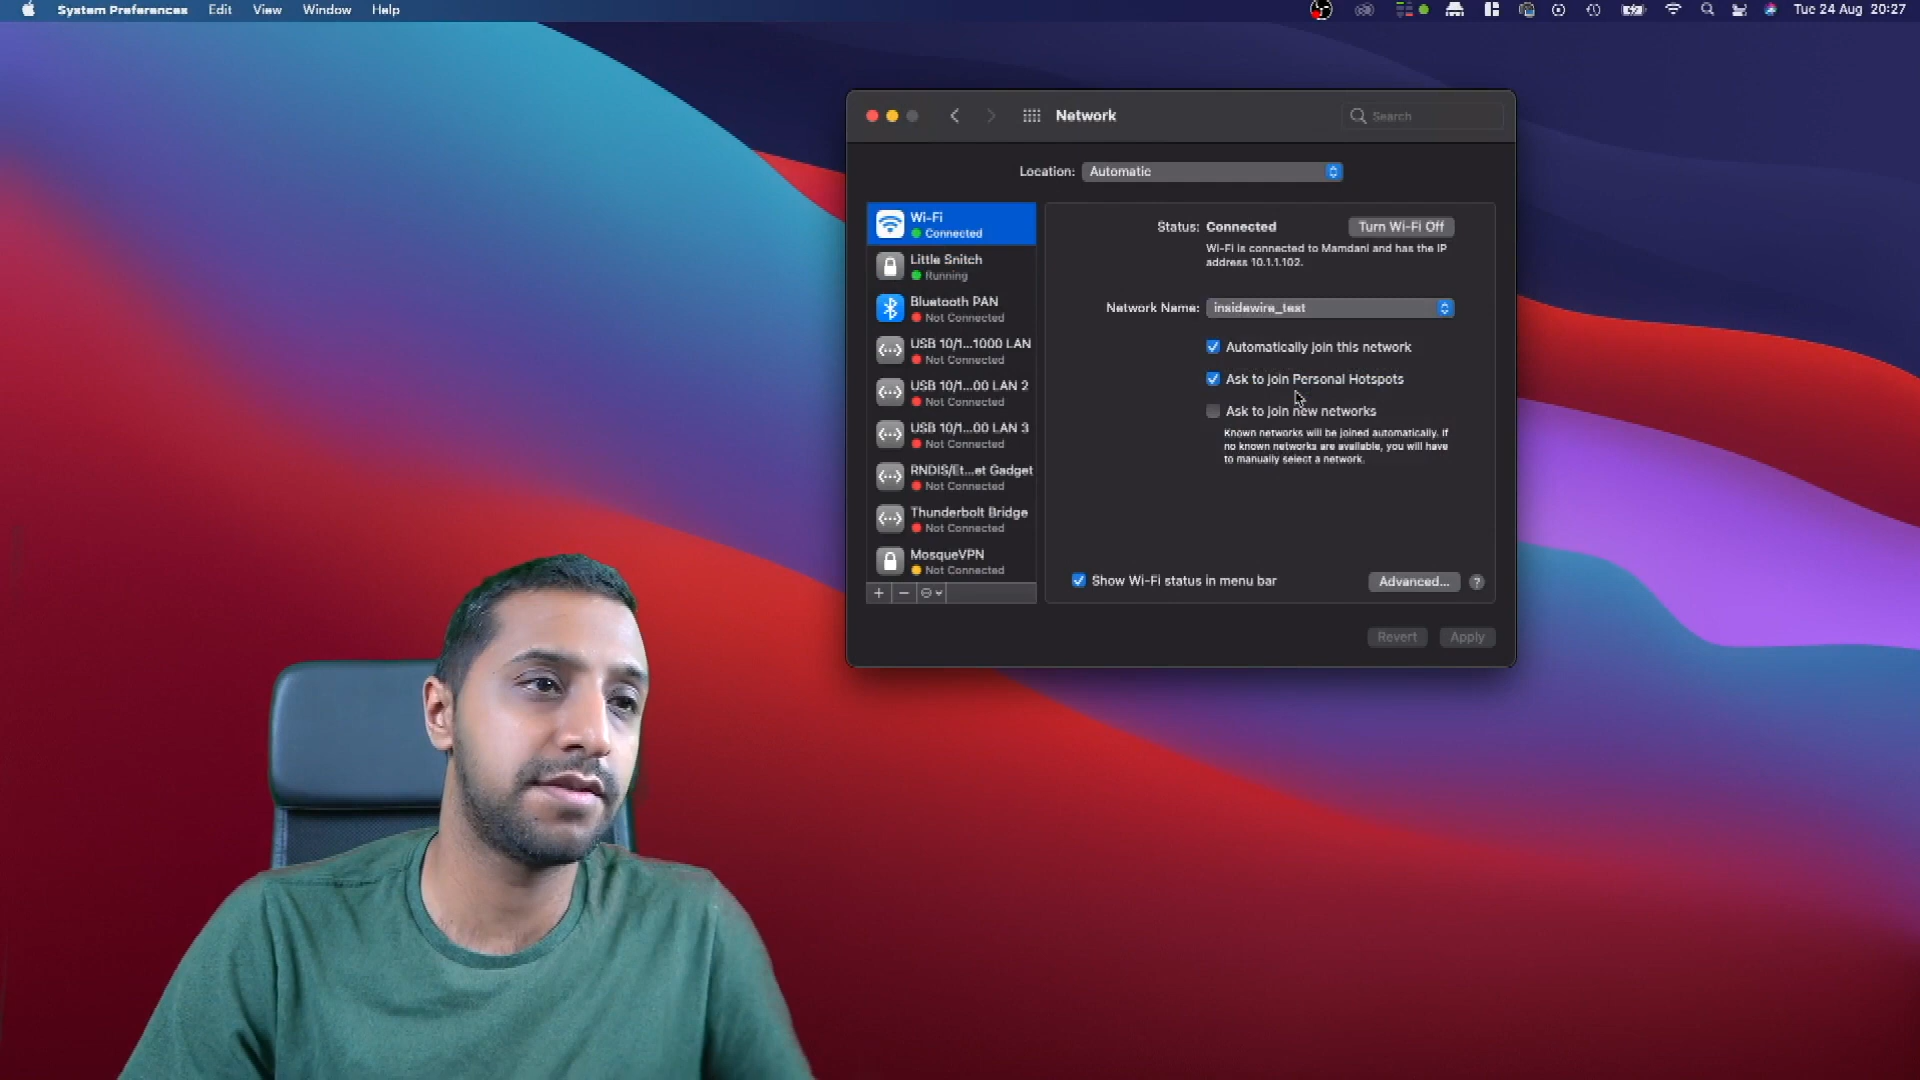 System Preferences Edit View Window Help
Tue 24 Aug 20:27
Network
Search
Location: Automatic
Wi-Fi
Connected
Little Snitch
Running
Bluetooth PAN
Not Connected
USB 10/1...1000 LAN
Not Connected
USB 10/1...00 LAN 2
Not Connected
USB 10/1...00 LAN 3
Not Connected
RNDIS/Et...et Gadget
Not Connected
Thunderbolt Bridge
Not Connected
MosqueVPN
Not Connected
Status: Connected
Turn Wi-Fi Off
Wi-Fi is connected to Mamdani and has the IP
address 10.1.1.102.
Network Name: insidewire_test
Automatically join this network
Ask to join Personal Hotspots
Ask to join new networks
Known networks will be joined automatically. If
no known networks are available, you will have
to manually select a network.
Show Wi-Fi status in menu bar
Advanced...
?
Revert
Apply